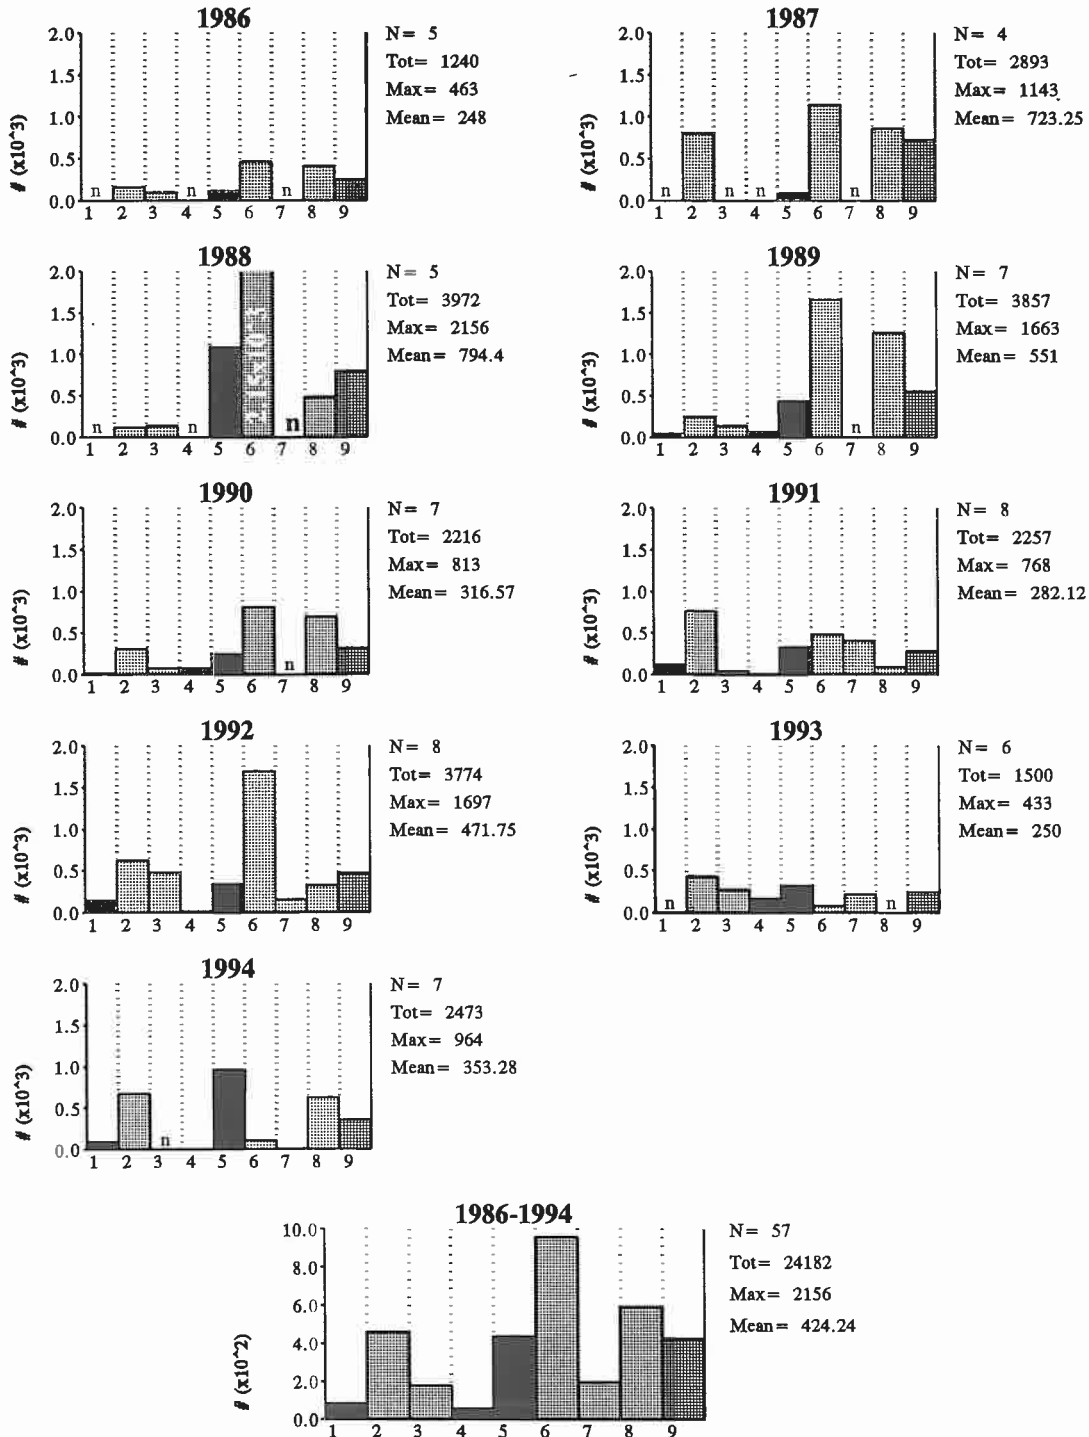 1986
2.0
1.5
1.0
0.5
0.0
# (x10^3)
n n n
1 2 3 4 5 6 7 8 9
N= 5
Tot= 1240
Max= 463
Mean= 248
1987
2.0
1.5
1.0
0.5
0.0
# (x10^3)
n n n n
1 2 3 4 5 6 7 8 9
N= 4
Tot= 2893
Max= 1143
Mean= 723.25
1988
2.0
1.5
1.0
0.5
0.0
# (x10^3)
n n n
1 2 3 4 5 6 7 8 9
N= 5
Tot= 3972
Max= 2156
Mean= 794.4
1989
2.0
1.5
1.0
0.5
0.0
# (x10^3)
n
1 2 3 4 5 6 7 8 9
N= 7
Tot= 3857
Max= 1663
Mean= 551
1990
2.0
1.5
1.0
0.5
0.0
# (x10^3)
n
1 2 3 4 5 6 7 8 9
N= 7
Tot= 2216
Max= 813
Mean= 316.57
1991
2.0
1.5
1.0
0.5
0.0
# (x10^3)
1 2 3 4 5 6 7 8 9
N= 8
Tot= 2257
Max= 768
Mean= 282.12
1992
2.0
1.5
1.0
0.5
0.0
# (x10^3)
1 2 3 4 5 6 7 8 9
N= 8
Tot= 3774
Max= 1697
Mean= 471.75
1993
2.0
1.5
1.0
0.5
0.0
# (x10^3)
n n
1 2 3 4 5 6 7 8 9
N= 6
Tot= 1500
Max= 433
Mean= 250
1994
2.0
1.5
1.0
0.5
0.0
# (x10^3)
n
1 2 3 4 5 6 7 8 9
N= 7
Tot= 2473
Max= 964
Mean= 353.28
1986-1994
10.0
8.0
6.0
4.0
2.0
0.0
# (x10^2)
1 2 3 4 5 6 7 8 9
N= 57
Tot= 24182
Max= 2156
Mean= 424.24